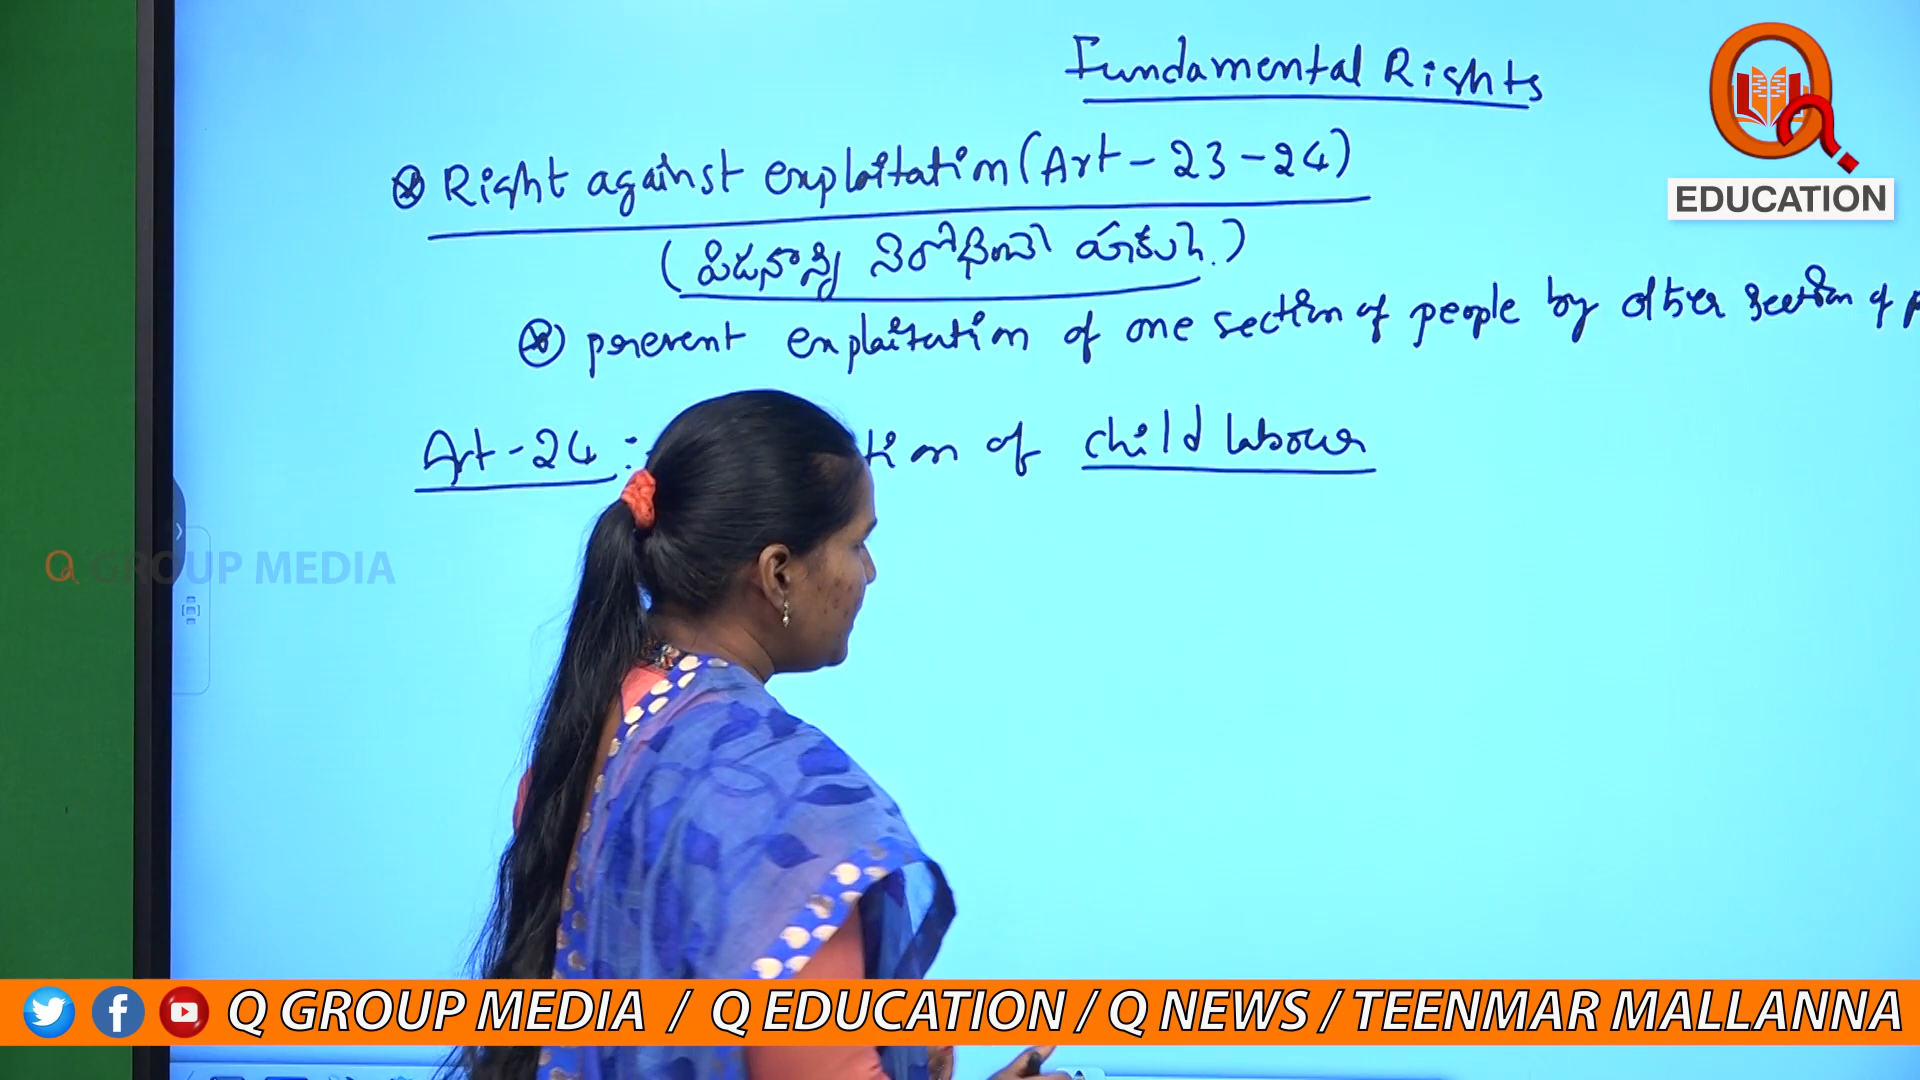 Fundamental Rights
Right against exploitation (Art - 23 - 24)
(పిడనాన్ని నిరోధించే హక్కు.)
prevent exploitation of one section of people by other section of p
Art - 24 : tion of child labour
EDUCATION
Q GROUP MEDIA
Q GROUP MEDIA / Q EDUCATION / Q NEWS / TEENMAR MALLANNA